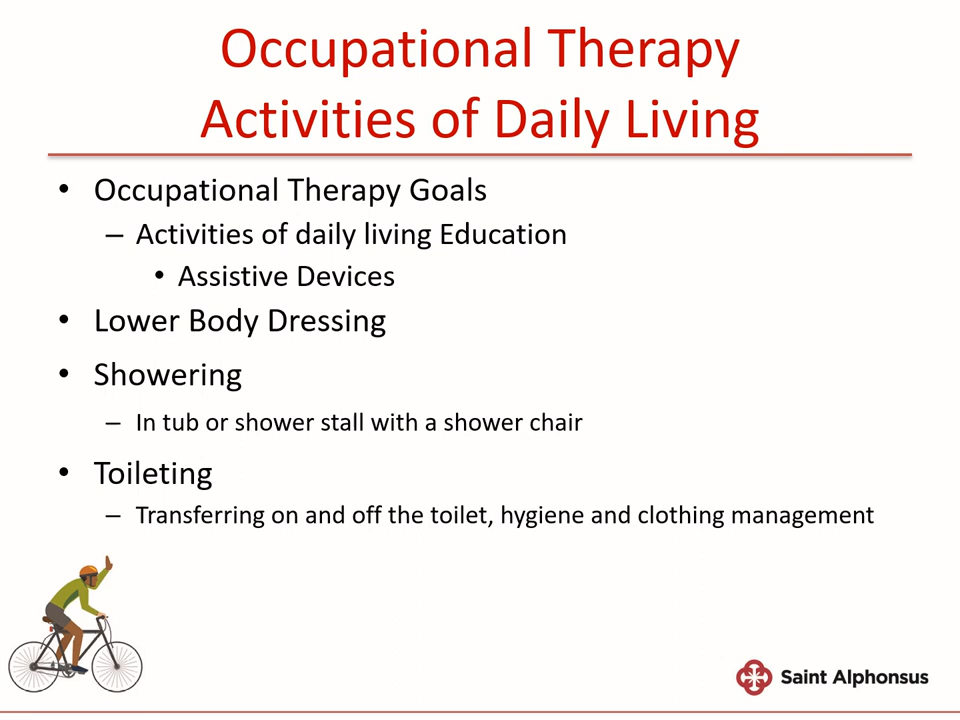 Occupational Therapy
Activities of Daily Living
• Occupational Therapy Goals
– Activities of daily living Education
• Assistive Devices
• Lower Body Dressing
• Showering
– In tub or shower stall with a shower chair
• Toileting
– Transferring on and off the toilet, hygiene and clothing management
Saint Alphonsus